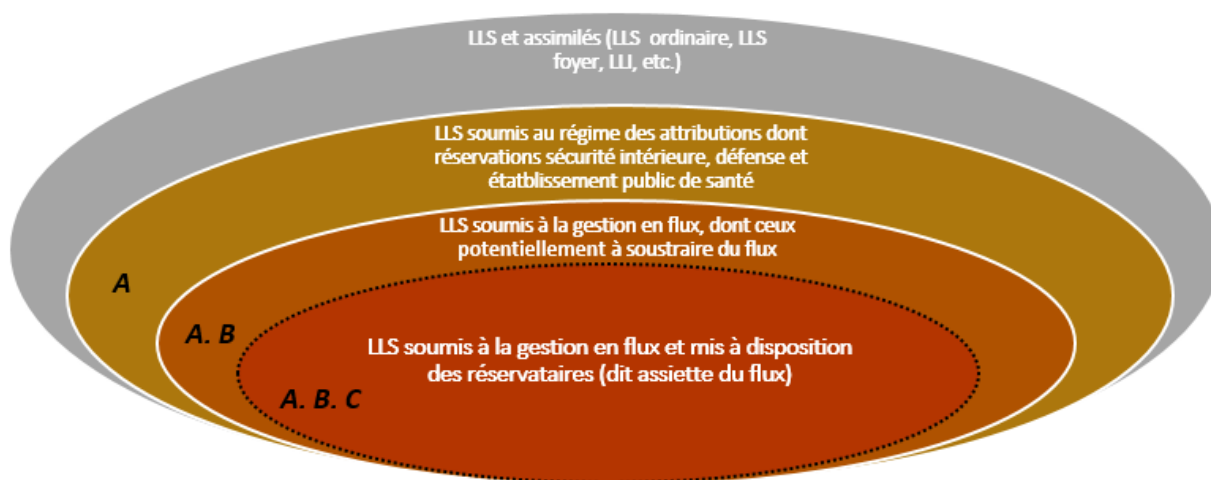 LLS et assimilés (LLS ordinaire, LLS
foyer, LLI, etc.)
LLS soumis au régime des attributions dont
réservations sécurité intérieure, défense et
étatblissement public de santé
LLS soumis à la gestion en flux, dont ceux
potentiellement à soustraire du flux
A
A. B
LLS soumis à la gestion en flux et mis à disposition
des réservataires (dit assiette du flux)
A. B. C